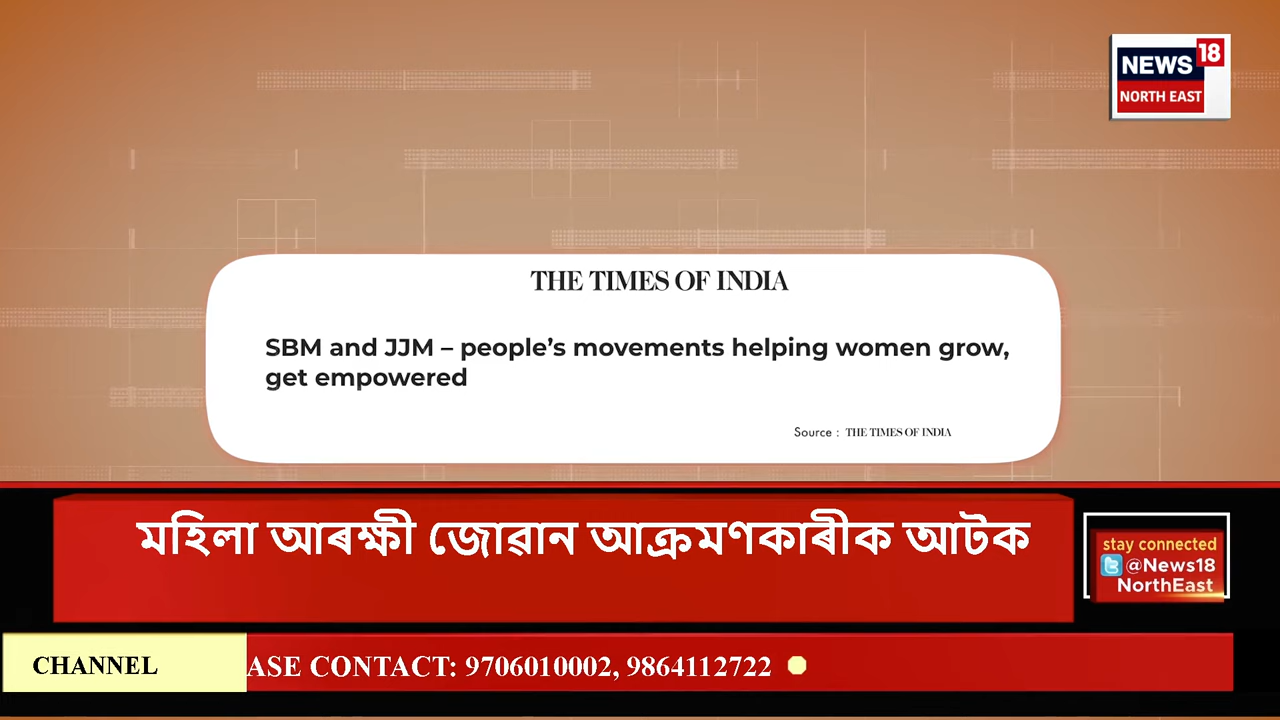 NEWS 18
NORTH EAST
THE TIMES OF INDIA
SBM and JJM – people’s movements helping women grow,
get empowered
Source : THE TIMES OF INDIA
মহিলা আৰক্ষী জোৱান আক্ৰমণকাৰীক আটক
stay connected
@News18
NorthEast
CHANNEL
ASE CONTACT: 9706010002, 9864112722